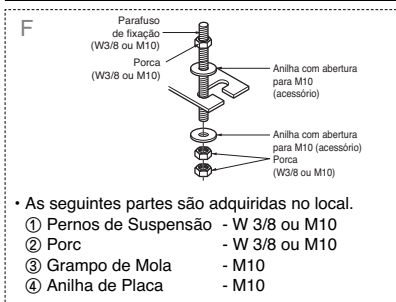 F
Parafuso
de fixação
(W3/8 ou M10)
Porca
(W3/8 ou M10)
Anilha com abertura
para M10
(acessório)
Anilha com abertura
para M10 (acessório)
Porca
(W3/8 ou M10)
• As seguintes partes são adquiridas no local.
① Pernos de Suspensão - W 3/8 ou M10
② Porc - W 3/8 ou M10
③ Grampo de Mola - M10
④ Anilha de Placa - M10